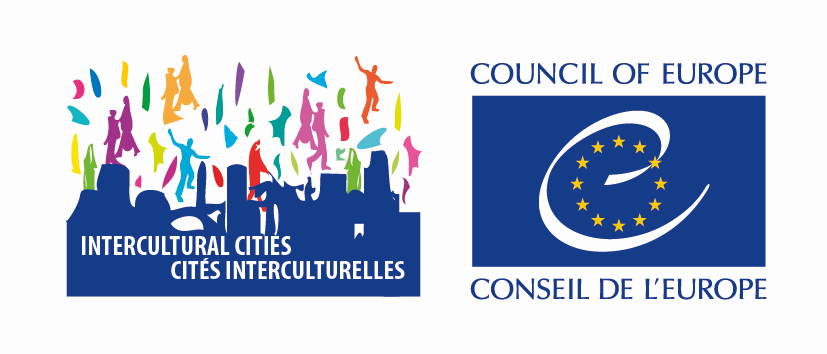 INTERCULTURAL CITIES
CITÉS INTERCULTURELLES
COUNCIL OF EUROPE
CONSEIL DE L'EUROPE